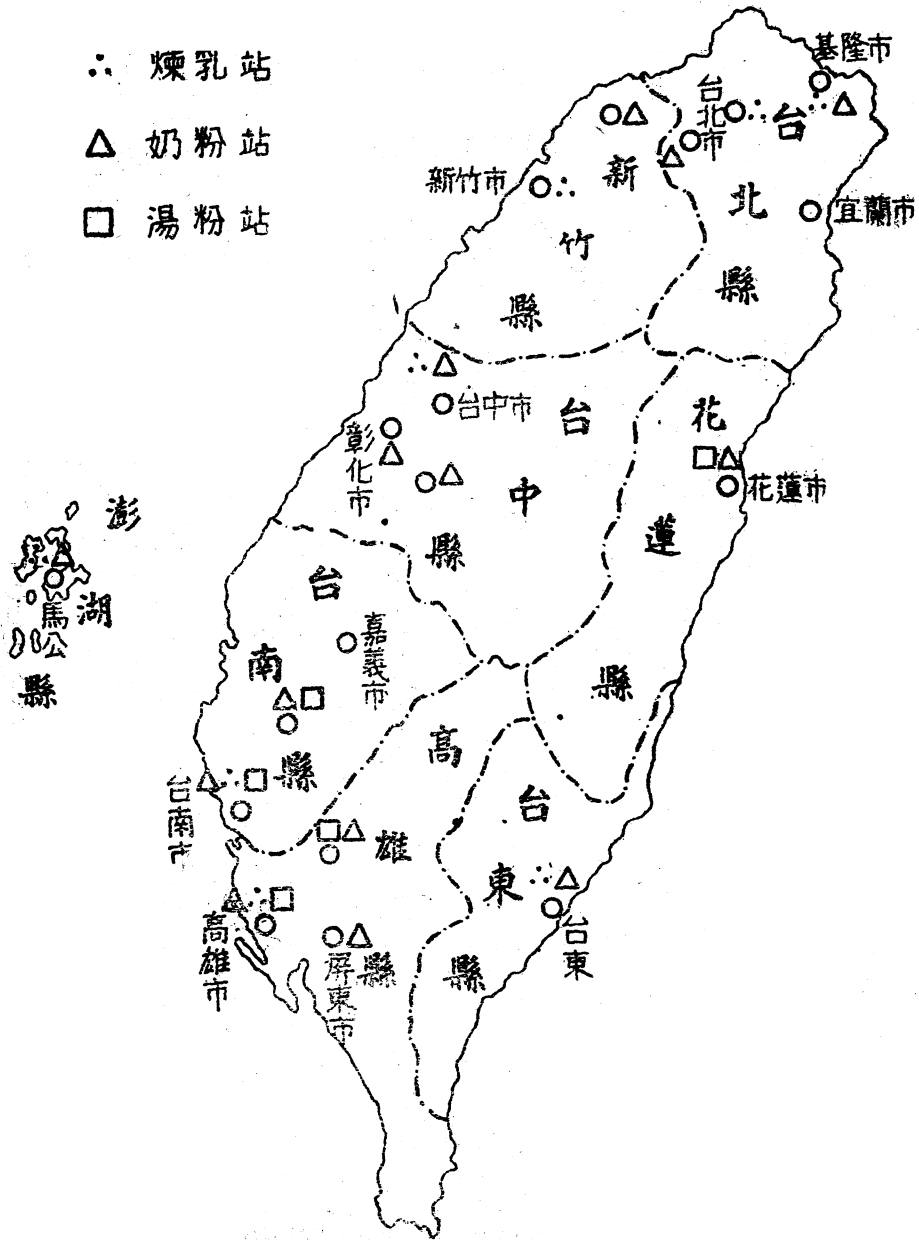 煉乳站
奶粉站
湯粉站
基隆市
台北市
台北縣
宜蘭市
新竹市
新竹縣
台中市
台中縣
彰化市
花蓮縣
花蓮市
澎湖縣
馬公
台南縣
嘉義市
台南市
高雄縣
高雄市
屏東市
台東縣
台東